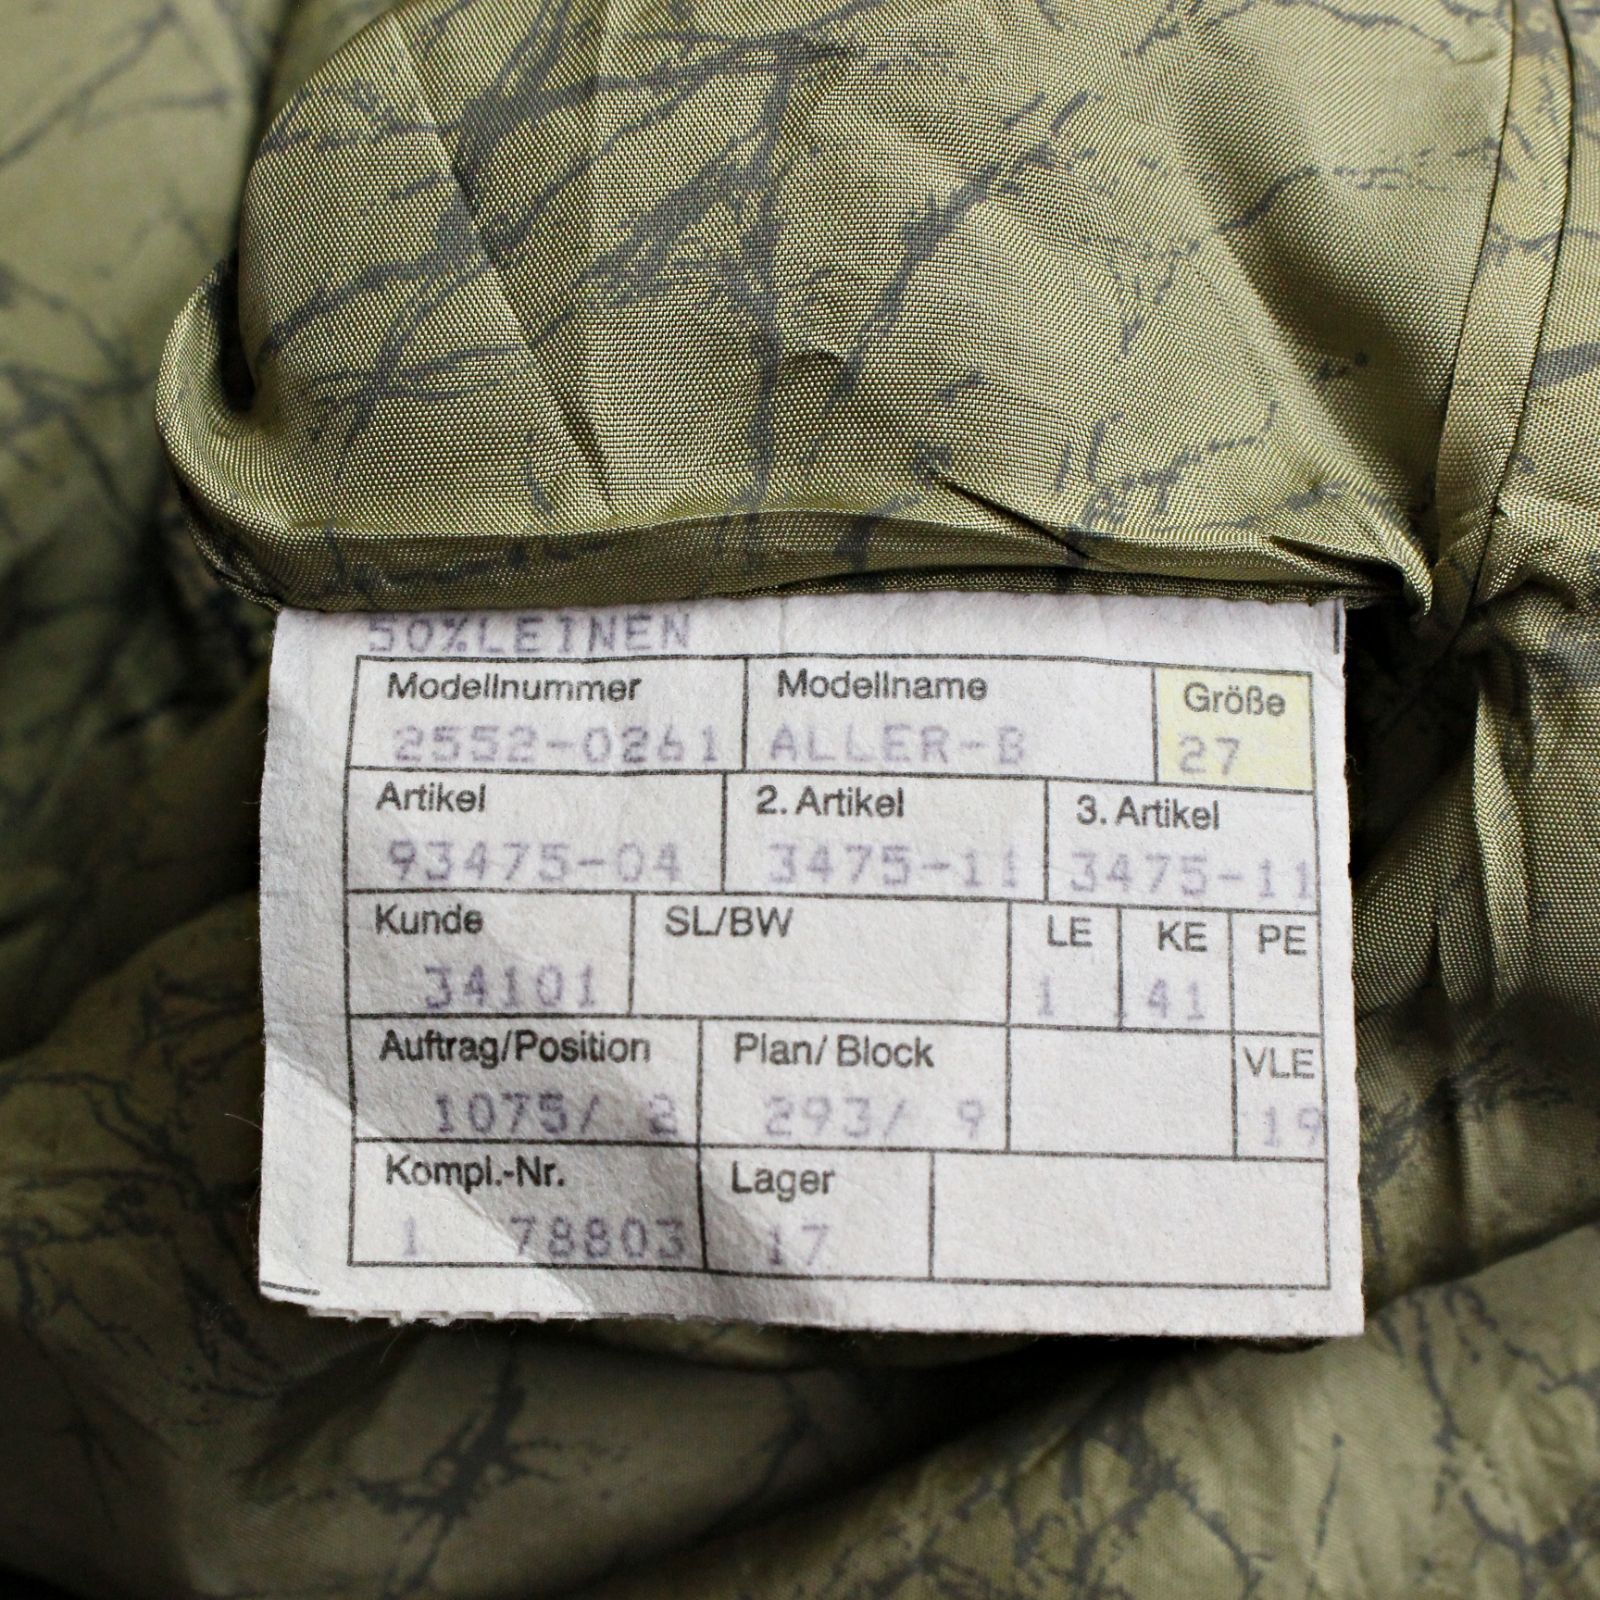 50%LEINEN
Modellnummer Modellname Größe
2552-0261 ALLER-B 27
Artikel 2. Artikel 3. Artikel
93475-04 3475-11 3475-11
Kunde SL/BW LE KE PE
34101 1 41
Auftrag/Position Plan/Block VLE
1075/ 2 293/ 9 19
Kompl.-Nr. Lager
1 78803 17